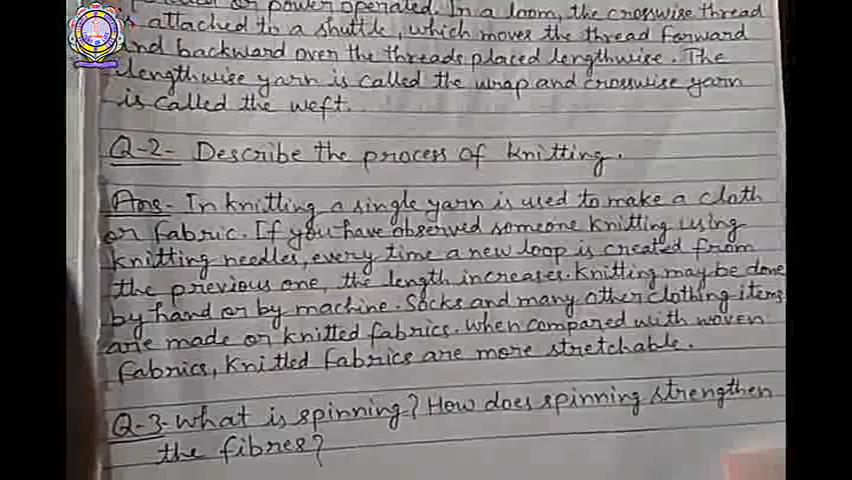 or power operated. In a loom, the crosswise thread
is attached to a shuttle, which moves the thread forward
and backward over the threads placed lengthwise. The
lengthwise yarn is called the wrap and crosswise yarn
is called the weft.
Q-2- Describe the process of knitting.
Ans- In knitting a single yarn is used to make a cloth
or fabric. If you have observed someone knitting using
knitting needles, every time a new loop is created from
the previous one, the length increases. Knitting may be done
by hand or by machine. Socks and many other clothing items
are made or knitted fabrics. When compared with woven
fabrics, knitted fabrics are more stretchable.
Q-3- What is spinning? How does spinning strengthen
the fibres?